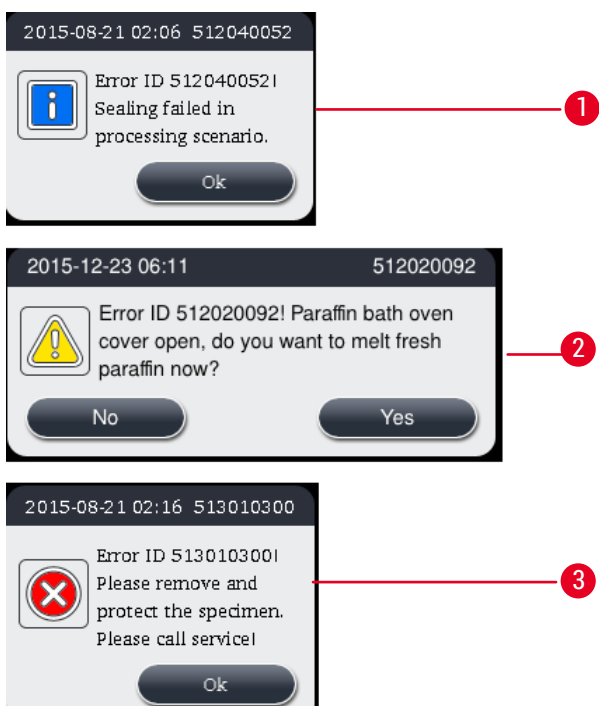 2015-08-21 02:06 512040052
Error ID 512040052!
Sealing failed in
processing scenario.
Ok
1
2015-12-23 06:11 512020092
Error ID 512020092! Paraffin bath oven
cover open, do you want to melt fresh
paraffin now?
No Yes
2
2015-08-21 02:16 513010300
Error ID 513010300!
Please remove and
protect the specimen.
Please call service!
Ok
3